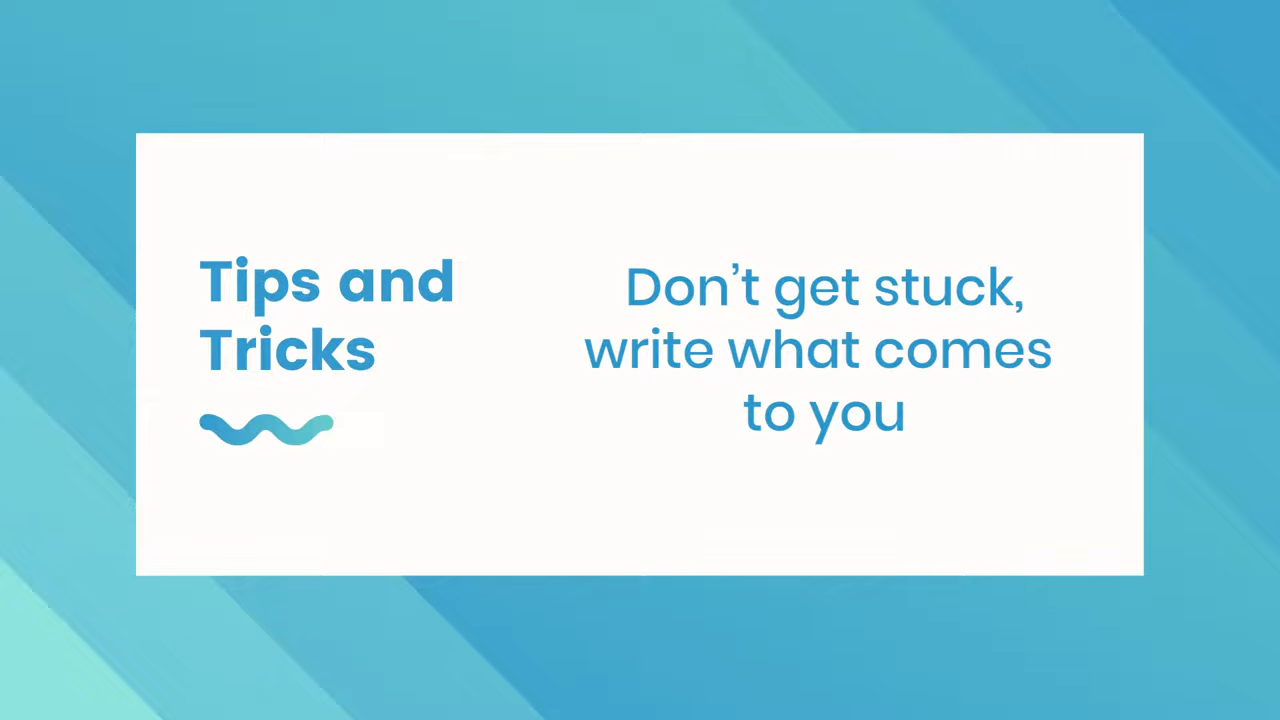 Tips and
Tricks
Don’t get stuck,
write what comes
to you